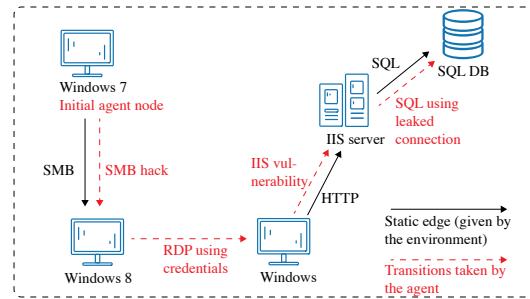 SQL
SQL DB
Windows 7
Initial agent node
SQL using
leaked
connection
IIS server
IIS vul-
nerability
SMB
SMB hack
HTTP
Static edge (given by
the environment)
RDP using
credentials
Windows 8
Windows
Transitions taken by
the agent